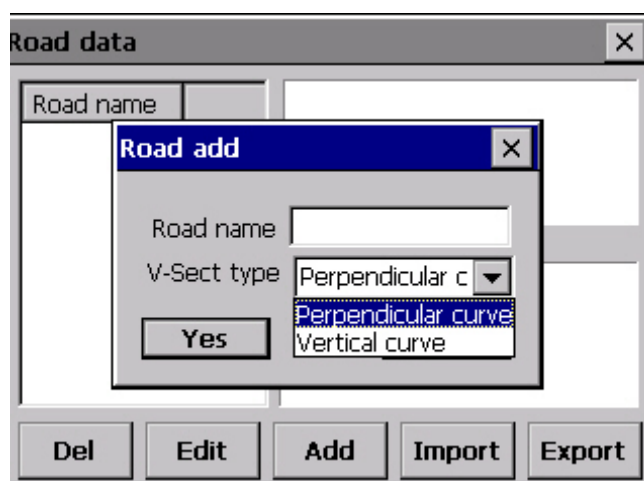 Road data
Road name
Road add
Road name
V-Sect type Perpendicular c
Perpendicular curve
Vertical curve
Yes
Del Edit Add Import Export